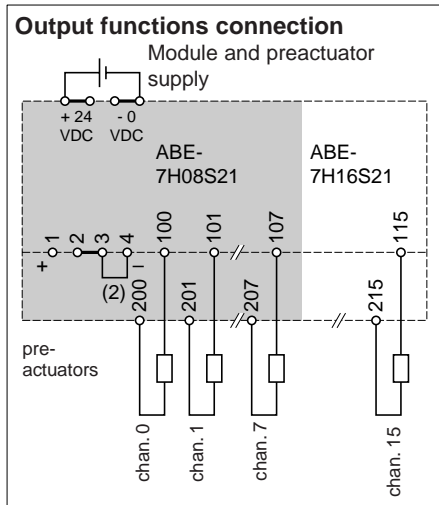 Output functions connection
Module and preactuator
supply
+ 24
VDC
- 0
VDC
ABE-
7H08S21
ABE-
7H16S21
1
2
3
4
100
101
107
115
+
(2)
–
200
201
207
215
pre-
actuators
chan. 0
chan. 1
chan. 7
chan. 15